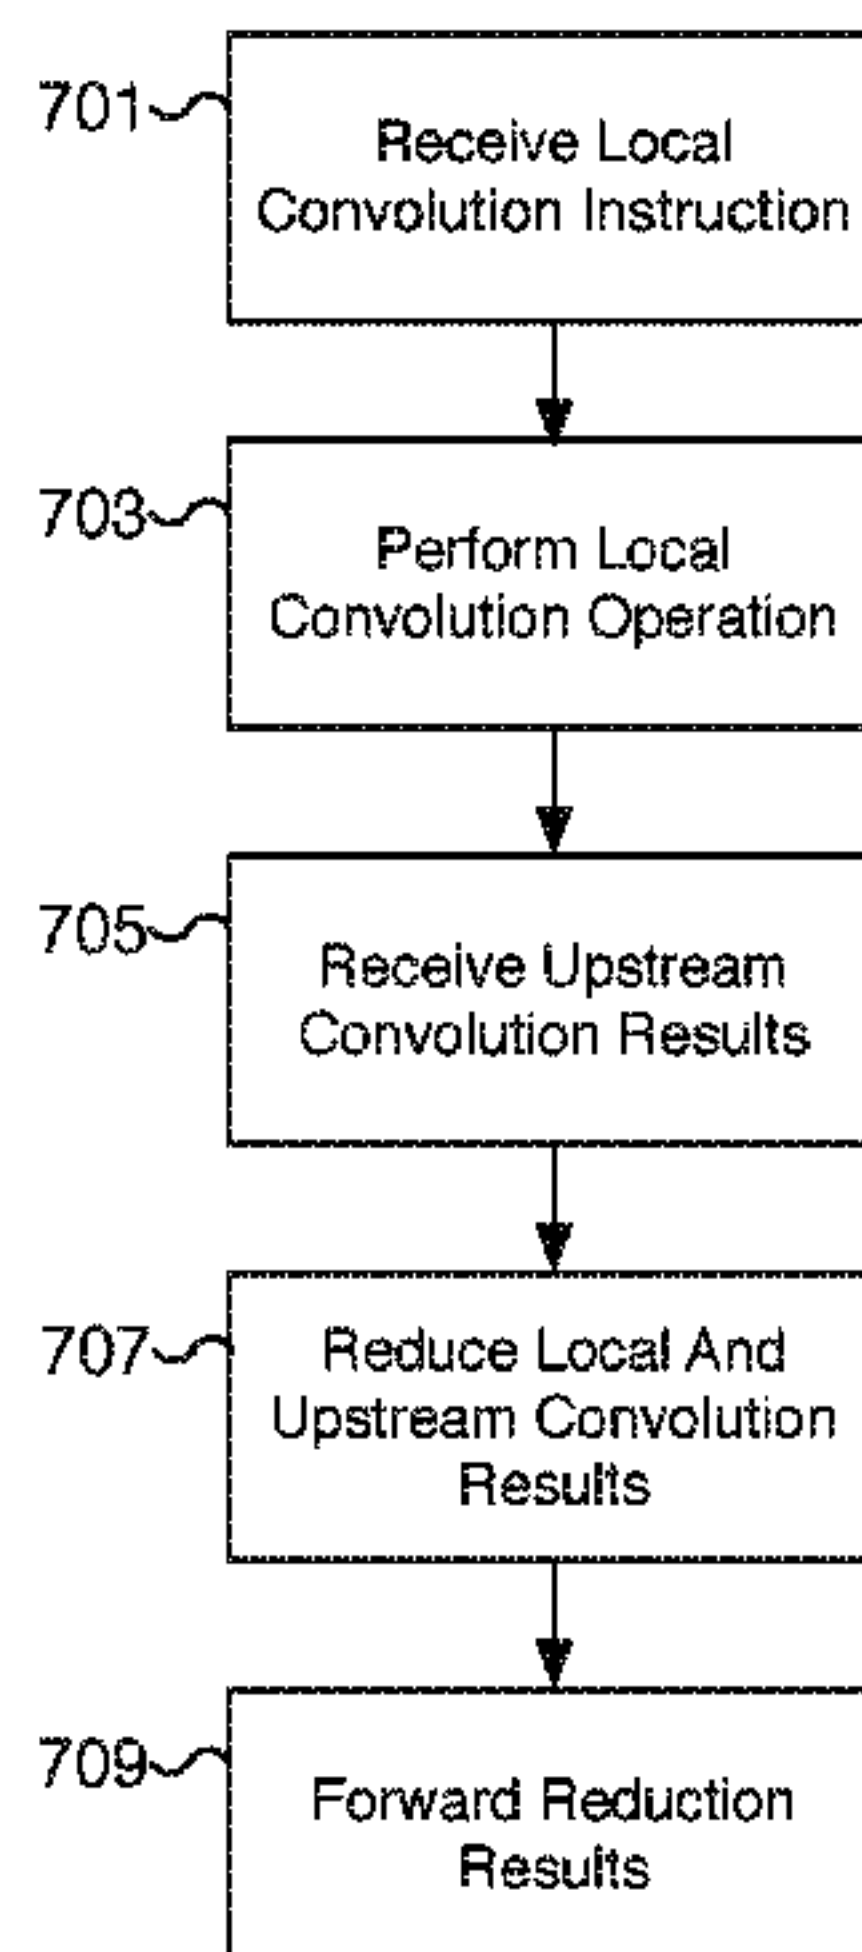 701
Receive Local
Convolution Instruction
703
Perform Local
Convolution Operation
705
Receive Upstream
Convolution Results
707
Reduce Local And
Upstream Convolution
Results
709
Forward Reduction
Results